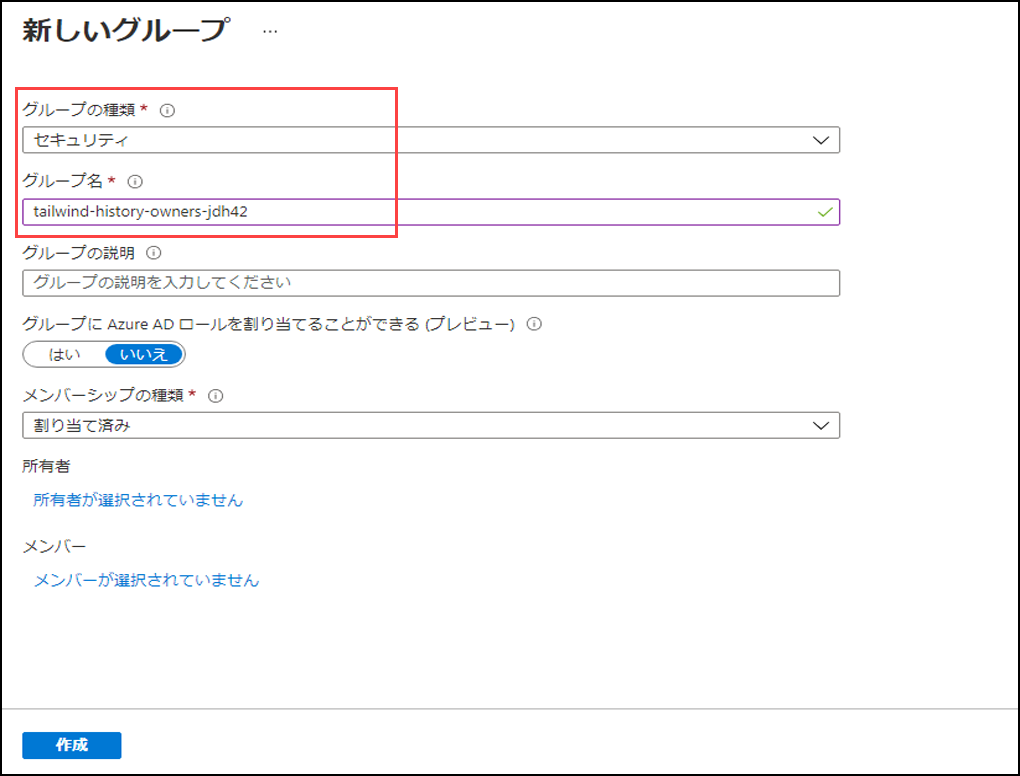 新しいグループ ...
グループの種類 *
セキュリティ
グループ名 *
tailwind-history-owners-jdh42
グループの説明
グループの説明を入力してください
グループに Azure AD ロールを割り当てることができる (プレビュー)
はい いいえ
メンバーシップの種類 *
割り当て済み
所有者
所有者が選択されていません
メンバー
メンバーが選択されていません
作成